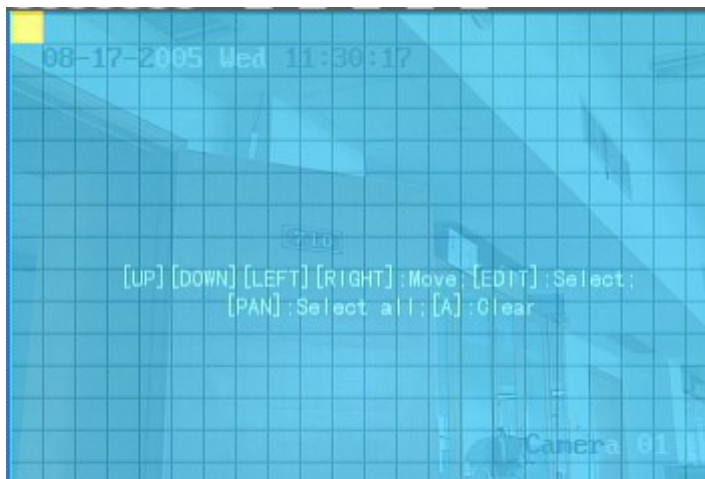 08-17-2005 Wed 11:30:17
710
[UP][DOWN][LEFT][RIGHT]:Move;[EDIT]:Select;
[PAN]:Select all;[A]:Clear
Camera 01